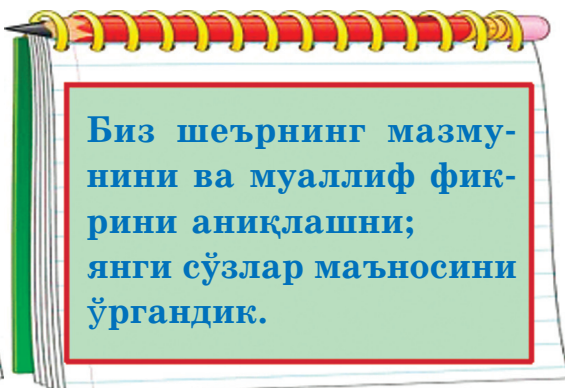 Биз шеърнинг мазму-
нини ва муаллиф фик-
рини аниқлашни;
янги сўзлар маъносини
ўргандик.